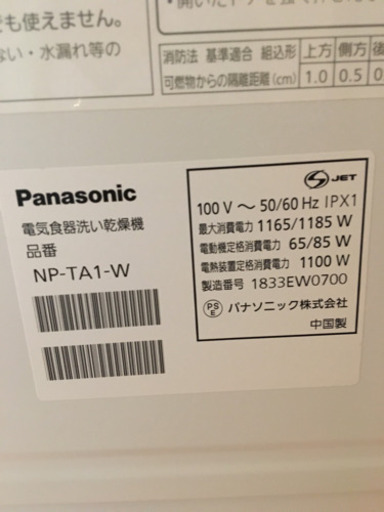 も使えません。
ない・水漏れ等の
消防法 基準適合 組込形 上方 側方 後
可燃物からの隔離距離(cm) 1.0 0.5
Panasonic
電気食器洗い乾燥機
品番
NP-TA1-W
S JET
100 V ～ 50/60 Hz IPX1
最大消費電力 1165/1185 W
電動機定格消費電力 65/85 W
電熱装置定格消費電力 1100 W
製造番号 1833EW0700
PS E パナソニック株式会社
中国製